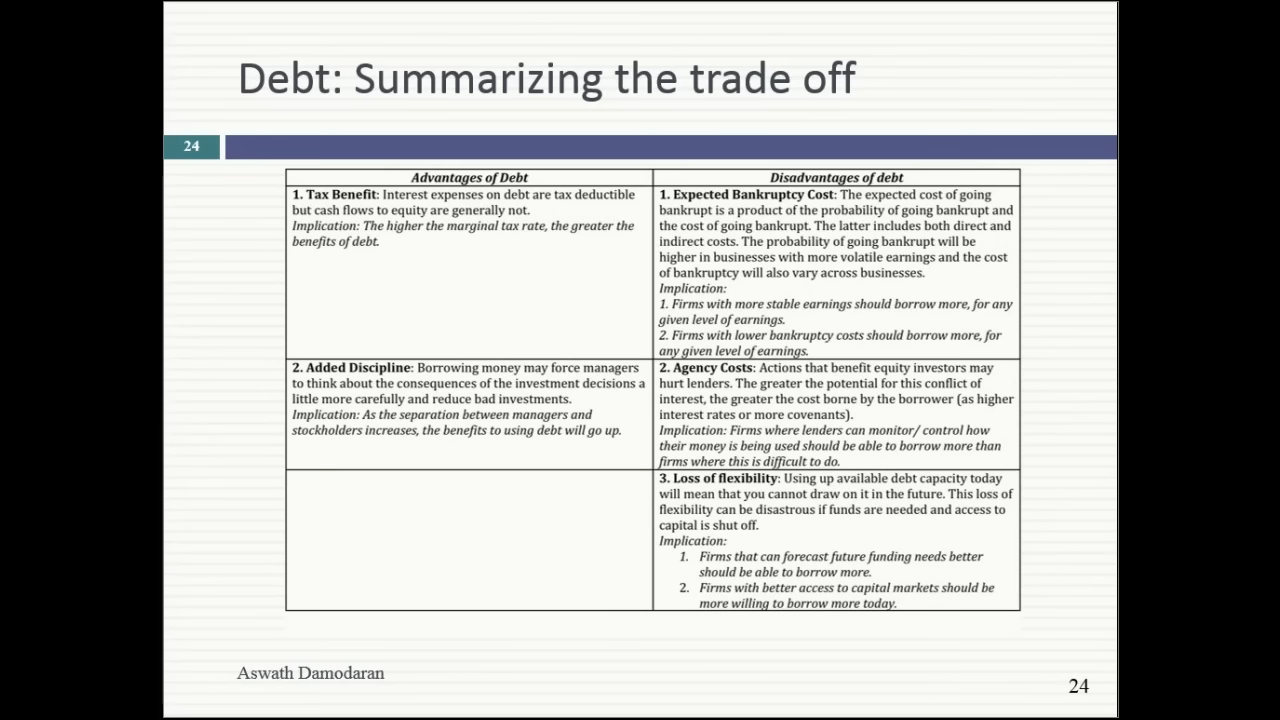 Debt: Summarizing the trade off
24
Advantages of Debt
Disadvantages of debt
1. Tax Benefit: Interest expenses on debt are tax deductible
but cash flows to equity are generally not.
Implication: The higher the marginal tax rate, the greater the
benefits of debt.
1. Expected Bankruptcy Cost: The expected cost of going
bankrupt is a product of the probability of going bankrupt and
the cost of going bankrupt. The latter includes both direct and
indirect costs. The probability of going bankrupt will be
higher in businesses with more volatile earnings and the cost
of bankruptcy will also vary across businesses.
Implication:
1. Firms with more stable earnings should borrow more, for any
given level of earnings.
2. Firms with lower bankruptcy costs should borrow more, for
any given level of earnings.
2. Added Discipline: Borrowing money may force managers
to think about the consequences of the investment decisions a
little more carefully and reduce bad investments.
Implication: As the separation between managers and
stockholders increases, the benefits to using debt will go up.
2. Agency Costs: Actions that benefit equity investors may
hurt lenders. The greater the potential for this conflict of
interest, the greater the cost borne by the borrower (as higher
interest rates or more covenants).
Implication: Firms where lenders can monitor/ control how
their money is being used should be able to borrow more than
firms where this is difficult to do.
3. Loss of flexibility: Using up available debt capacity today
will mean that you cannot draw on it in the future. This loss of
flexibility can be disastrous if funds are needed and access to
capital is shut off.
Implication:
1. Firms that can forecast future funding needs better
should be able to borrow more.
2. Firms with better access to capital markets should be
more willing to borrow more today.
Aswath Damodaran
24